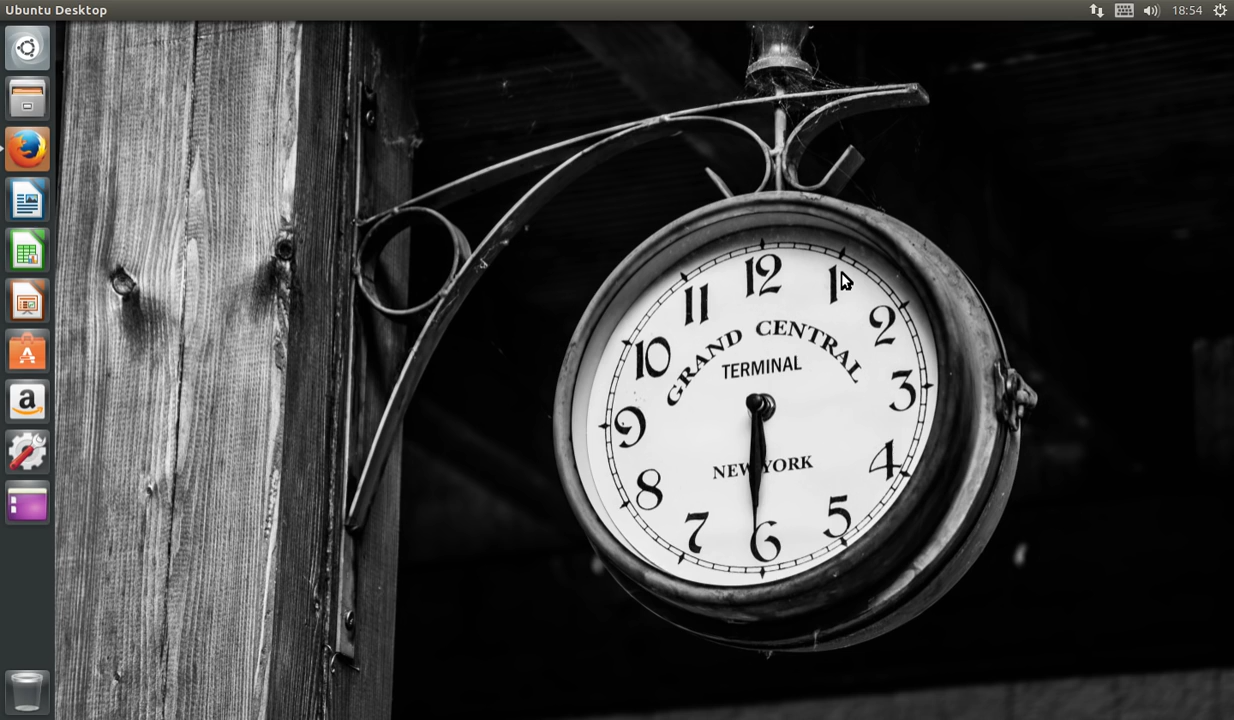 Ubuntu Desktop
18:54
12
11
1
10
2
GRAND CENTRAL
TERMINAL
9
3
NEW YORK
8
4
7
5
6
a